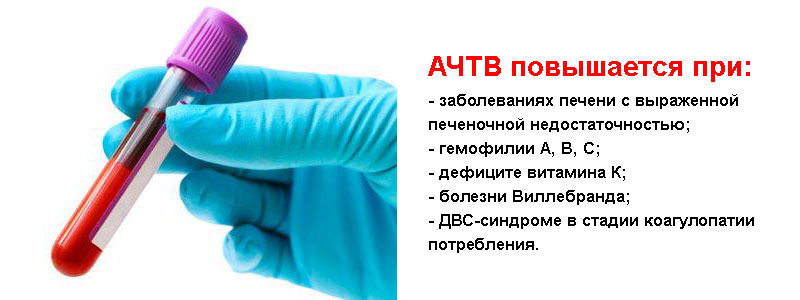 АЧТВ повышается при:
- заболеваниях печени с выраженной
печеночной недостаточностью;
- гемофилии А, В, С;
- дефиците витамина К;
- болезни Виллебранда;
- ДВС-синдроме в стадии коагулопатии
потребления.